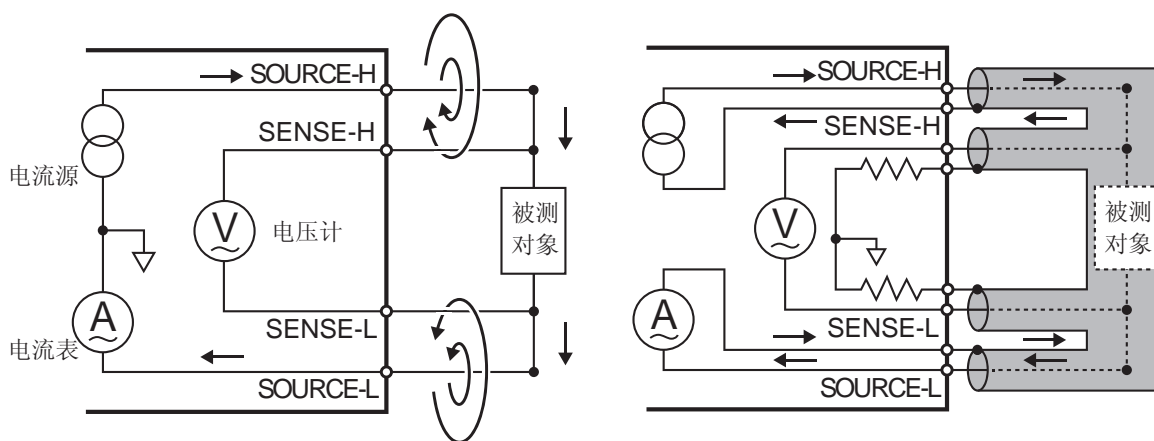 SOURCE-H
SENSE-H
电流源
V
电压计
被测
对象
A
电流表
SENSE-L
SOURCE-L
SOURCE-H
SENSE-H
V
被测
对象
A
SENSE-L
SOURCE-L